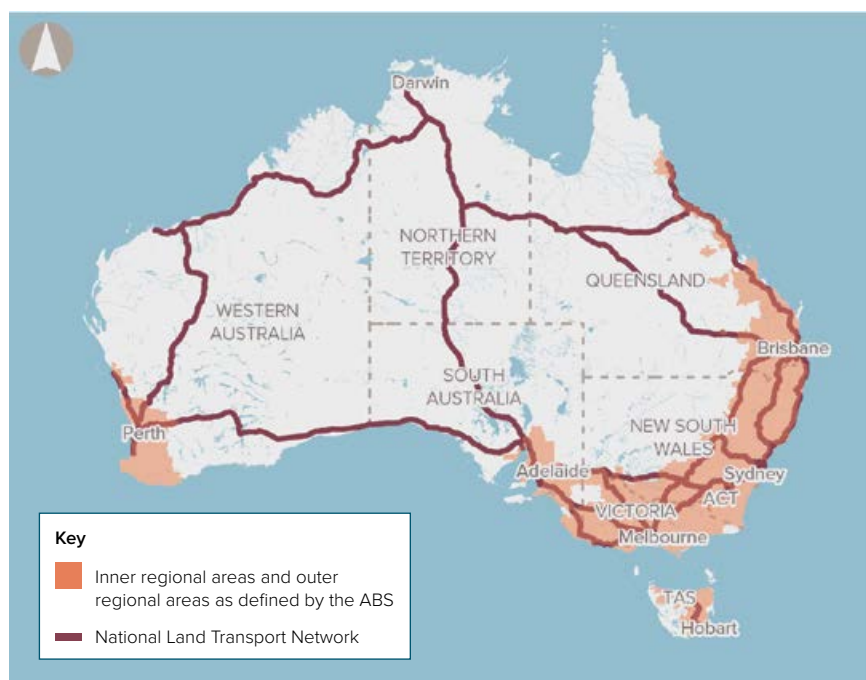 Darwin
NORTHERN
TERRITORY
QUEENSLAND
WESTERN
AUSTRALIA
Brisbane
SOUTH
AUSTRALIA
NEW SOUTH
WALES
Perth
Adelaide
Sydney
ACT
VICTORIA
Melbourne
TAS
Hobart
Key
Inner regional areas and outer
regional areas as defined by the ABS
National Land Transport Network